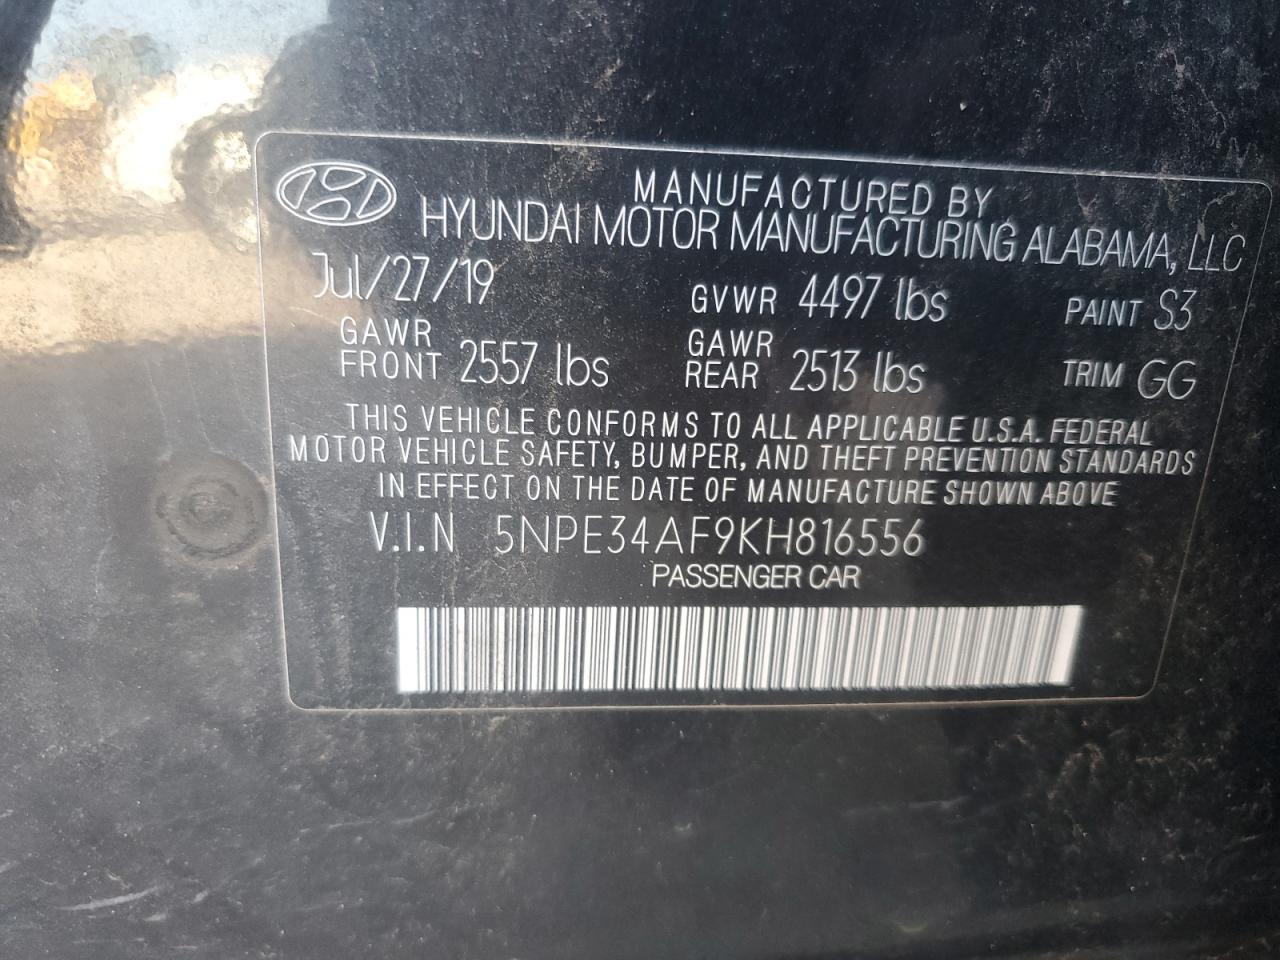 MANUFACTURED BY
HYUNDAI MOTOR MANUFACTURING ALABAMA, LLC
Jul/27/19 GVWR 4497 lbs PAINT S3
GAWR FRONT 2557 lbs GAWR REAR 2513 lbs TRIM GG
THIS VEHICLE CONFORMS TO ALL APPLICABLE U.S.A. FEDERAL
MOTOR VEHICLE SAFETY, BUMPER, AND THEFT PREVENTION STANDARDS
IN EFFECT ON THE DATE OF MANUFACTURE SHOWN ABOVE
V.I.N 5NPE34AF9KH816556
PASSENGER CAR